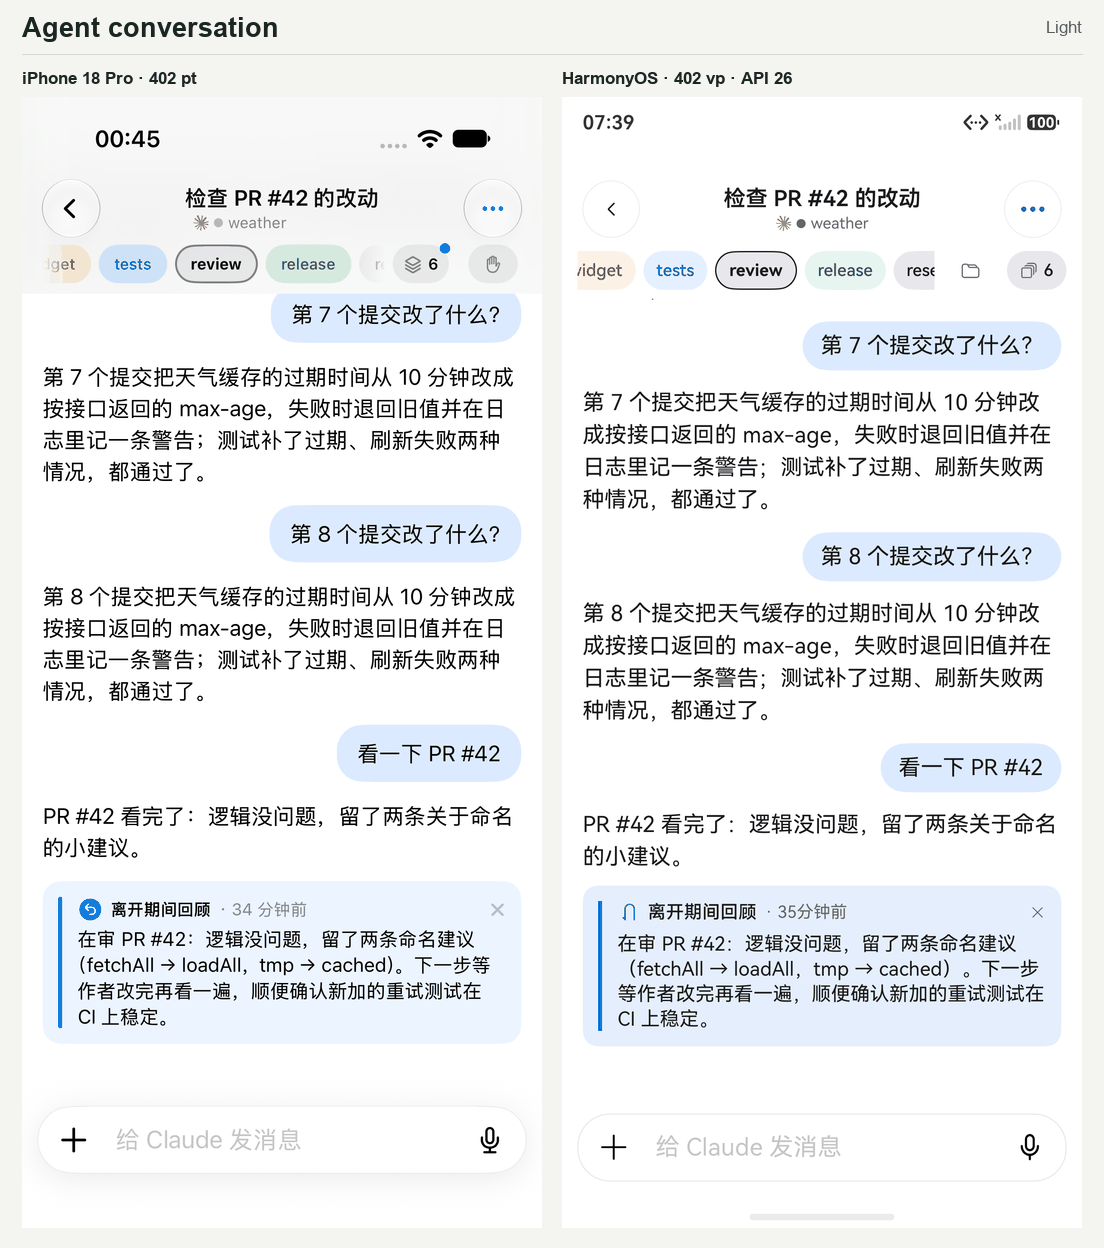 Agent conversation
Light
iPhone 18 Pro · 402 pt
00:45
检查 PR #42 的改动
weather
dget
tests
review
release
re
6
第 7 个提交改了什么？
第 7 个提交把天气缓存的过期时间从 10 分钟改成
按接口返回的 max-age，失败时退回旧值并在日
志里记一条警告；测试补了过期、刷新失败两种
情况，都通过了。
第 8 个提交改了什么？
第 8 个提交把天气缓存的过期时间从 10 分钟改成
按接口返回的 max-age，失败时退回旧值并在日
志里记一条警告；测试补了过期、刷新失败两种
情况，都通过了。
看一下 PR #42
PR #42 看完了：逻辑没问题，留了两条关于命名
的小建议。
离开期间回顾 · 34 分钟前
在审 PR #42：逻辑没问题，留了两条命名建议
（fetchAll → loadAll，tmp → cached）。下一步等
作者改完再看一遍，顺便确认新加的重试测试在
CI 上稳定。
给 Claude 发消息
HarmonyOS · 402 vp · API 26
07:39
100
检查 PR #42 的改动
weather
vidget
tests
review
release
rese
6
第 7 个提交改了什么？
第 7 个提交把天气缓存的过期时间从 10 分钟改
成按接口返回的 max-age，失败时退回旧值并在
日志里记一条警告；测试补了过期、刷新失败两
种情况，都通过了。
第 8 个提交改了什么？
第 8 个提交把天气缓存的过期时间从 10 分钟改
成按接口返回的 max-age，失败时退回旧值并在
日志里记一条警告；测试补了过期、刷新失败两
种情况，都通过了。
看一下 PR #42
PR #42 看完了：逻辑没问题，留了两条关于命名
的小建议。
离开期间回顾 · 35分钟前
在审 PR #42：逻辑没问题，留了两条命名建议
（fetchAll → loadAll，tmp → cached）。下一步
等作者改完再看一遍，顺便确认新加的重试测试在
CI 上稳定。
给 Claude 发消息